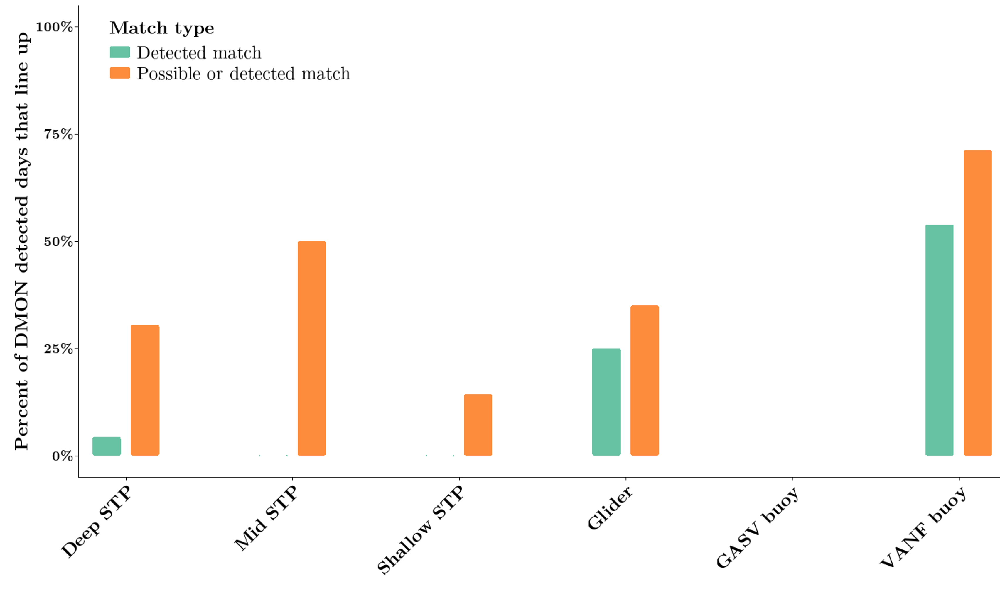 Percent of DMON detected days that line up
100%
75%
50%
25%
0%
Match type
Detected match
Possible or detected match
Deep STP
Mid STP
Shallow STP
Glider
GASV buoy
VANF buoy